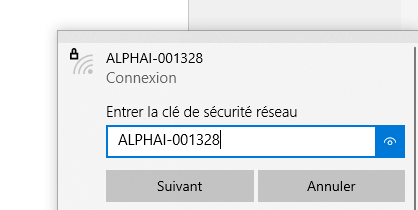 ALPHAI-001328
Connexion
Entrer la clé de sécurité réseau
ALPHAI-001328
Suivant
Annuler